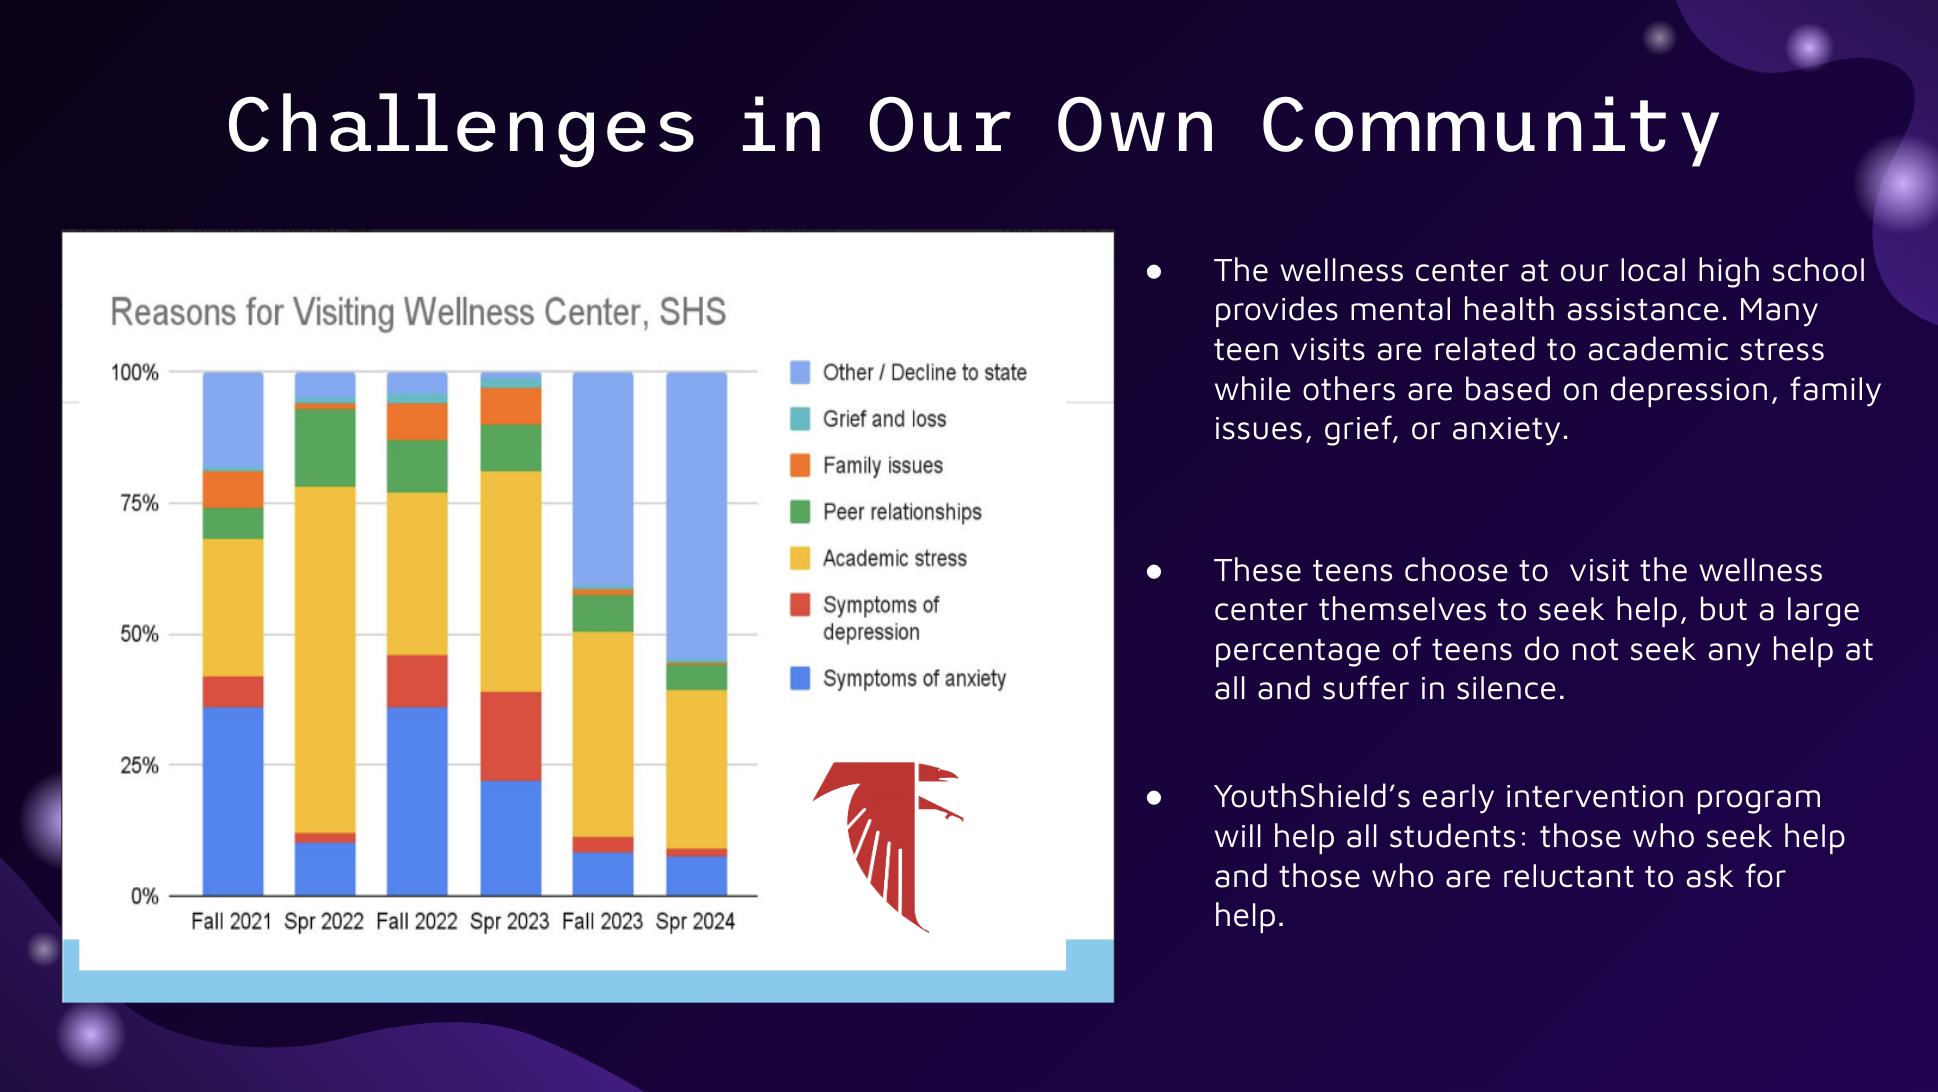 Challenges in Our Own Community
Reasons for Visiting Wellness Center, SHS
100%
75%
50%
25%
0%
Fall 2021 Spr 2022 Fall 2022 Spr 2023 Fall 2023 Spr 2024
Other / Decline to state
Grief and loss
Family issues
Peer relationships
Academic stress
Symptoms of
depression
Symptoms of anxiety
● The wellness center at our local high school
provides mental health assistance. Many
teen visits are related to academic stress
while others are based on depression, family
issues, grief, or anxiety.
● These teens choose to  visit the wellness
center themselves to seek help, but a large
percentage of teens do not seek any help at
all and suffer in silence.
● YouthShield’s early intervention program
will help all students: those who seek help
and those who are reluctant to ask for
help.